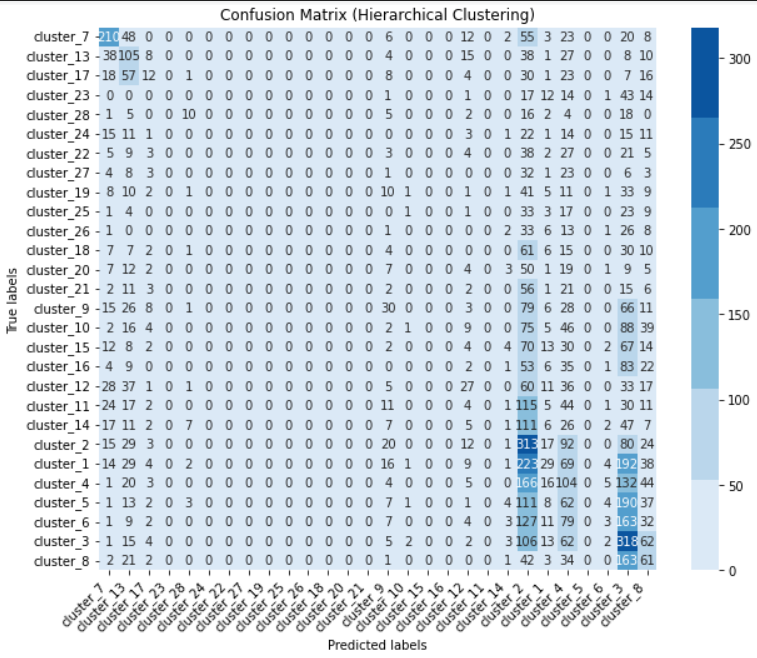 Confusion Matrix (Hierarchical Clustering)
True labels
cluster_7 210 48 0 0 0 0 0 0 0 0 0 0 0 0 6 0 0 0 12 0 2 55 3 23 0 0 20 8
cluster_13 38 105 8 0 0 0 0 0 0 0 0 0 0 0 4 0 0 0 15 0 0 38 1 27 0 0 8 10
cluster_17 18 57 12 0 1 0 0 0 0 0 0 0 0 0 8 0 0 0 4 0 0 30 1 23 0 0 7 16
cluster_23 0 0 0 0 0 0 0 0 0 0 0 0 0 0 1 0 0 0 1 0 0 17 12 14 0 1 43 14
cluster_28 1 5 0 0 10 0 0 0 0 0 0 0 0 0 5 0 0 0 2 0 0 16 2 4 0 0 18 0
cluster_24 15 11 1 0 0 0 0 0 0 0 0 0 0 0 0 0 0 0 3 0 1 22 1 14 0 0 15 11
cluster_22 5 9 3 0 0 0 0 0 0 0 0 0 0 0 3 0 0 0 4 0 0 38 2 27 0 0 21 5
cluster_27 4 8 3 0 0 0 0 0 0 0 0 0 0 0 1 0 0 0 0 0 0 32 1 23 0 0 6 3
cluster_19 8 10 2 0 1 0 0 0 0 0 0 0 0 0 10 1 0 0 1 0 1 41 5 11 0 1 33 9
cluster_25 1 4 0 0 0 0 0 0 0 0 0 0 0 0 0 1 0 0 1 0 0 33 3 17 0 0 23 9
cluster_26 1 0 0 0 0 0 0 0 0 0 0 0 0 0 1 0 0 0 0 0 2 33 6 13 0 1 26 8
cluster_18 7 7 2 0 1 0 0 0 0 0 0 0 0 0 4 0 0 0 4 0 0 61 6 15 0 0 30 10
cluster_20 7 12 2 0 0 0 0 0 0 0 0 0 0 0 7 0 0 0 4 0 3 50 1 19 0 1 9 5
cluster_21 2 11 3 0 0 0 0 0 0 0 0 0 0 0 2 0 0 0 2 0 0 56 1 21 0 0 15 6
cluster_9 15 26 8 0 1 0 0 0 0 0 0 0 0 0 30 0 0 0 3 0 0 79 6 28 0 0 66 11
cluster_10 2 16 4 0 0 0 0 0 0 0 0 0 0 0 2 1 0 0 9 0 0 75 5 46 0 0 88 39
cluster_15 12 8 2 0 0 0 0 0 0 0 0 0 0 0 2 0 0 0 4 0 4 70 13 30 0 2 67 14
cluster_16 4 9 0 0 0 0 0 0 0 0 0 0 0 0 0 0 0 0 2 0 1 53 6 35 0 1 83 22
cluster_12 28 37 1 0 1 0 0 0 0 0 0 0 0 0 5 0 0 0 27 0 0 60 11 36 0 0 33 17
cluster_11 24 17 2 0 0 0 0 0 0 0 0 0 0 0 11 0 0 0 4 0 1 115 5 44 0 1 30 11
cluster_14 17 11 2 0 7 0 0 0 0 0 0 0 0 0 7 0 0 0 5 0 1 111 6 26 0 2 47 7
cluster_2 15 29 3 0 0 0 0 0 0 0 0 0 0 0 20 0 0 0 12 0 1 313 17 92 0 0 80 24
cluster_1 14 29 4 0 2 0 0 0 0 0 0 0 0 0 16 1 0 0 9 0 1 223 29 69 0 4 192 38
cluster_4 1 20 3 0 0 0 0 0 0 0 0 0 0 0 4 0 0 0 5 0 0 166 16 104 0 5 132 44
cluster_5 1 13 2 0 3 0 0 0 0 0 0 0 0 0 7 1 0 0 1 0 4 111 8 62 0 4 190 37
cluster_6 1 9 2 0 0 0 0 0 0 0 0 0 0 0 7 0 0 0 4 0 3 127 11 79 0 3 163 32
cluster_3 1 15 4 0 0 0 0 0 0 0 0 0 0 0 5 2 0 0 2 0 3 106 13 62 0 2 318 62
cluster_8 2 21 2 0 0 0 0 0 0 0 0 0 0 0 1 0 0 0 1 0 0 42 3 34 0 0 163 61
cluster_7 cluster_13 cluster_17 cluster_23 cluster_28 cluster_24 cluster_22 cluster_27 cluster_19 cluster_25 cluster_26 cluster_18 cluster_20 cluster_21 cluster_9 cluster_10 cluster_15 cluster_16 cluster_12 cluster_11 cluster_14 cluster_2 cluster_1 cluster_4 cluster_5 cluster_6 cluster_3 cluster_8
Predicted labels
300
250
200
150
100
50
0